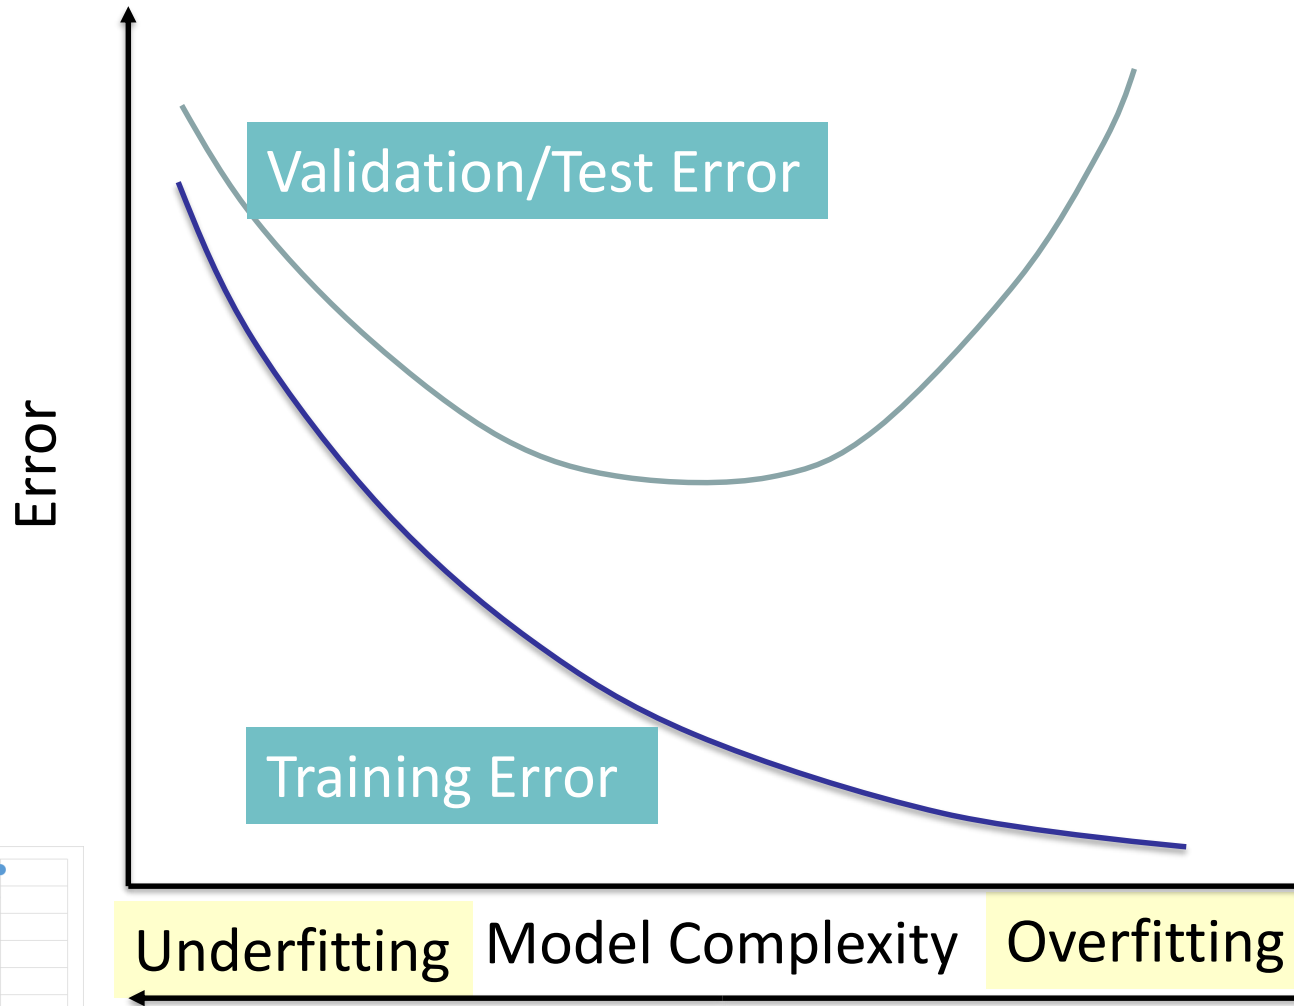 Validation/Test Error
Error
Training Error
Underfitting
Model Complexity
Overfitting